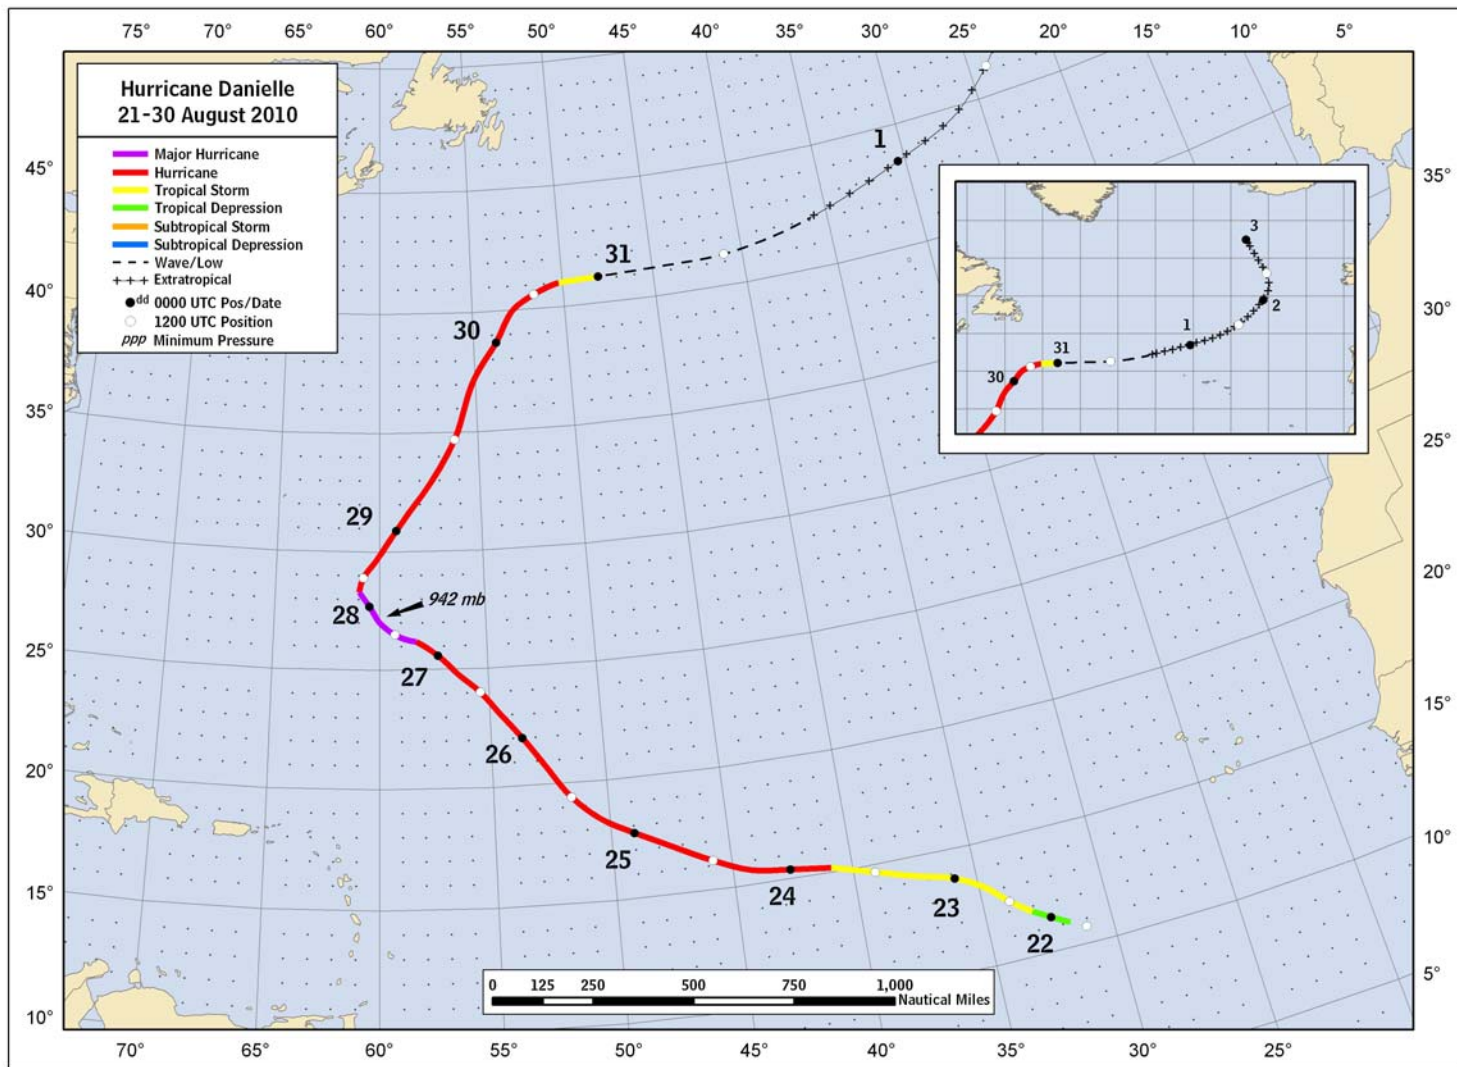 75° 70° 65° 60° 55° 50° 45° 40° 35° 30° 25° 20° 15° 10° 5°
Hurricane Danielle
21-30 August 2010
Major Hurricane
Hurricane
Tropical Storm
Tropical Depression
Subtropical Storm
Subtropical Depression
Wave/Low
Extratropical
dd 0000 UTC Pos/Date
1200 UTC Position
ppp Minimum Pressure
45°
40°
35°
30°
25°
20°
15°
10°
1
31
30
29
28
942 mb
27
26
25
24
23
22
3
2
1
31
30
35°
30°
25°
20°
15°
10°
5°
0 125 250 500 750 1,000
Nautical Miles
70° 65° 60° 55° 50° 45° 40° 35° 30° 25°